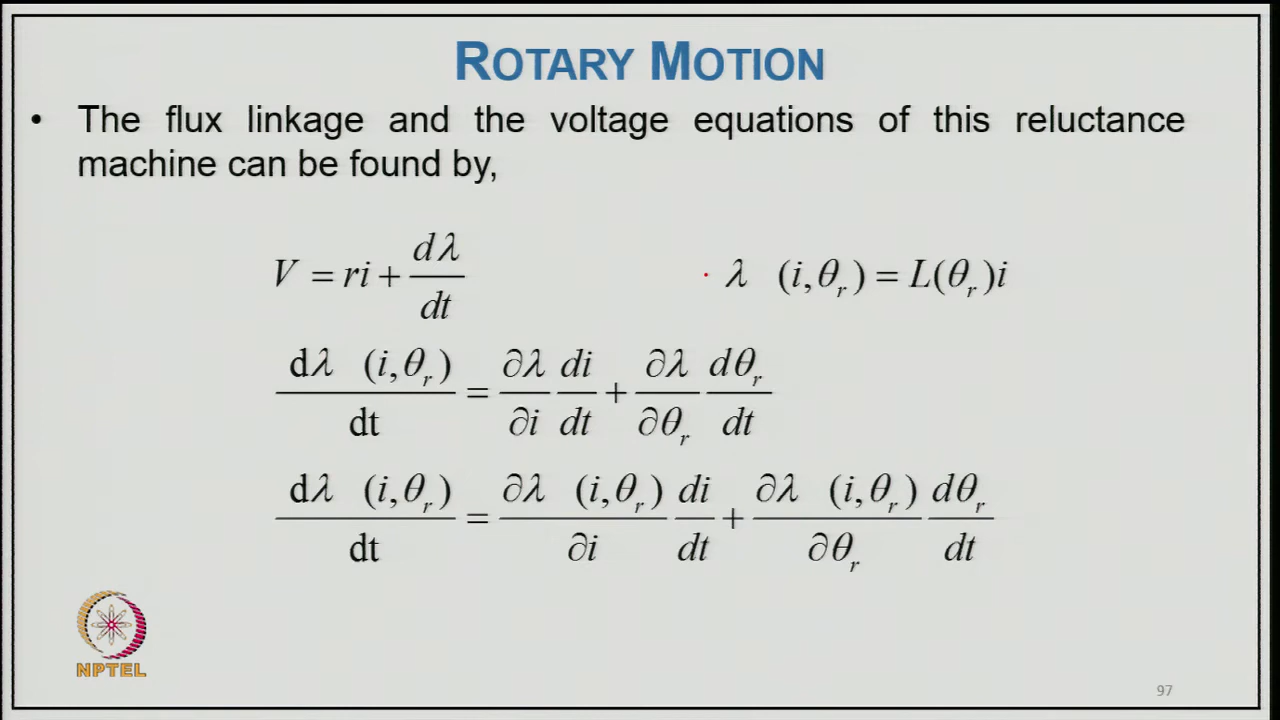 ROTARY MOTION
• The flux linkage and the voltage equations of this reluctance
machine can be found by,
V = ri + dλ/dt    λ (i,θ_r) = L(θ_r)i
dλ (i,θ_r)/dt = ∂λ/∂i di/dt + ∂λ/∂θ_r dθ_r/dt
dλ (i,θ_r)/dt = ∂λ (i,θ_r)/∂i di/dt + ∂λ (i,θ_r)/∂θ_r dθ_r/dt
NPTEL
97